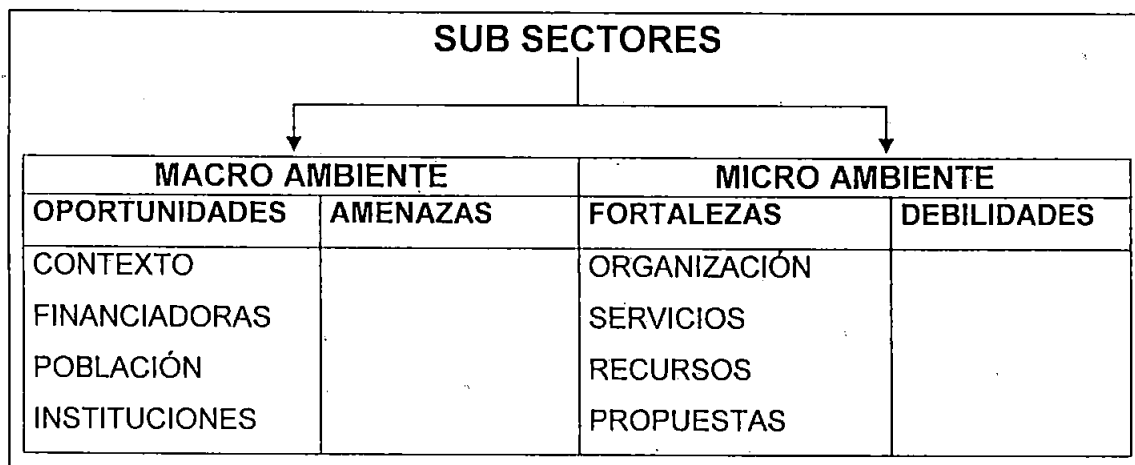 SUB SECTORES
MACRO AMBIENTE MICRO AMBIENTE
OPORTUNIDADES AMENAZAS FORTALEZAS DEBILIDADES
CONTEXTO ORGANIZACIÓN
FINANCIADORAS SERVICIOS
POBLACIÓN RECURSOS
INSTITUCIONES PROPUESTAS